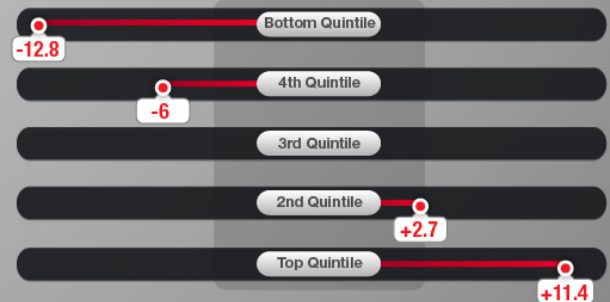 Bottom Quintile
-12.8
4th Quintile
-6
3rd Quintile
2nd Quintile
+2.7
Top Quintile
+11.4